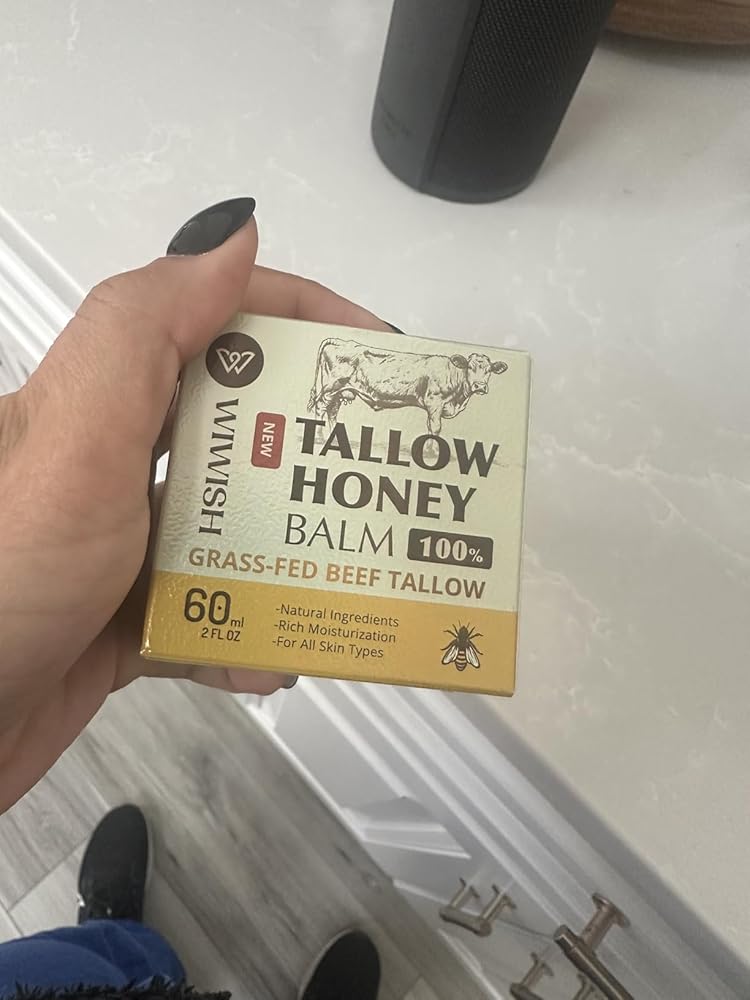 WIWISH
NEW
TALLOW
HONEY
BALM 100%
GRASS-FED BEEF TALLOW
60ml
2 FL OZ
-Natural Ingredients
-Rich Moisturization
-For All Skin Types